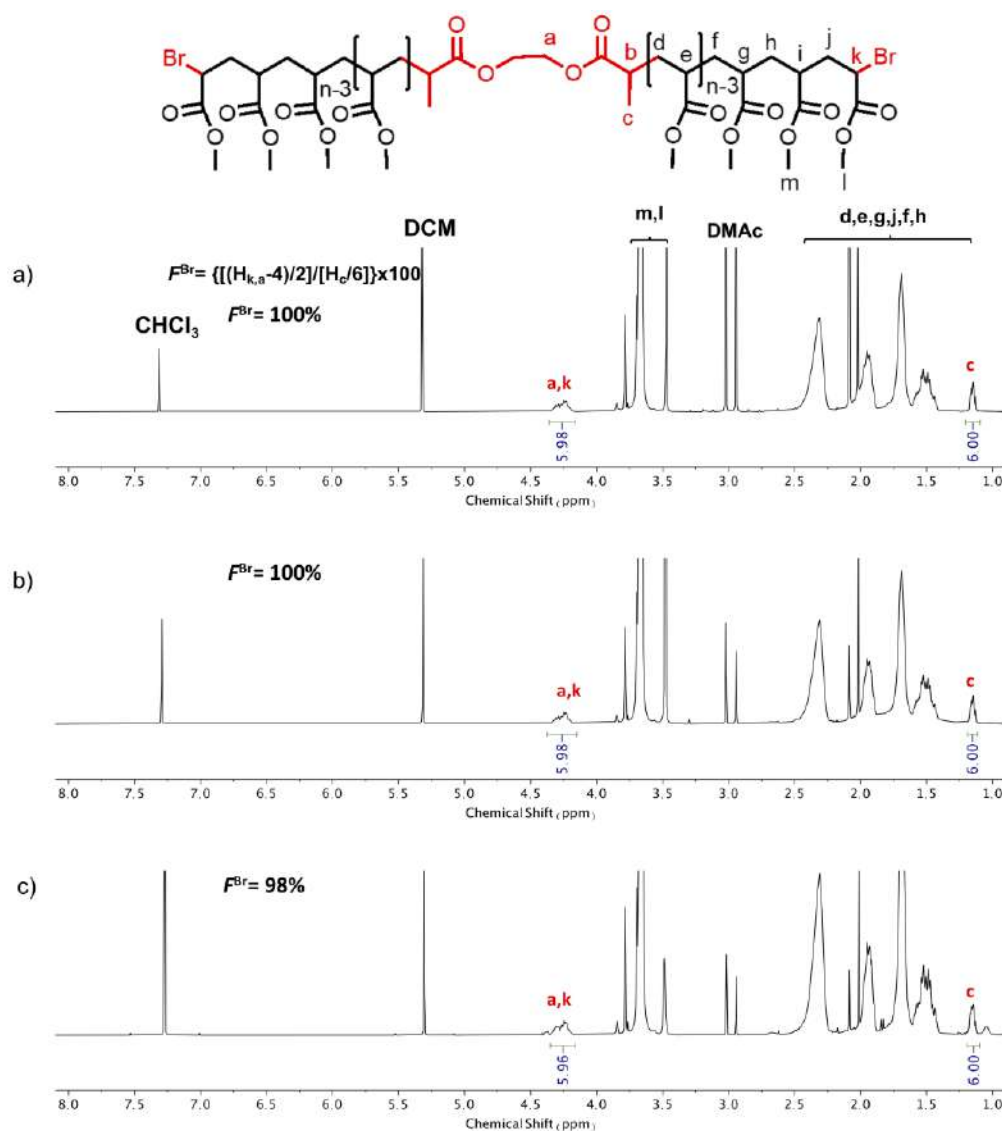 a
Br
O
O
b
d
f
h
j
k
Br
e
g
i
n-3
O
O
n-3
c
O O O O
O O O O
O O O O
O O O O
m
l
m,l
d,e,g,j,f,h
DCM
DMAc
a)
F^Br= {[(H_k,a-4)/2]/[H_c/6]}x100
F^Br= 100%
CHCl₃
a,k
c
5.98
6.00
8.0 7.5 7.0 6.5 6.0 5.5 5.0 4.5 4.0 3.5 3.0 2.5 2.0 1.5 1.0
Chemical Shift (ppm)
b)
F^Br= 100%
a,k
c
5.98
6.00
8.0 7.5 7.0 6.5 6.0 5.5 5.0 4.5 4.0 3.5 3.0 2.5 2.0 1.5 1.0
Chemical Shift (ppm)
c)
F^Br= 98%
a,k
c
5.96
6.00
8.0 7.5 7.0 6.5 6.0 5.5 5.0 4.5 4.0 3.5 3.0 2.5 2.0 1.5 1.0
Chemical Shift (ppm)